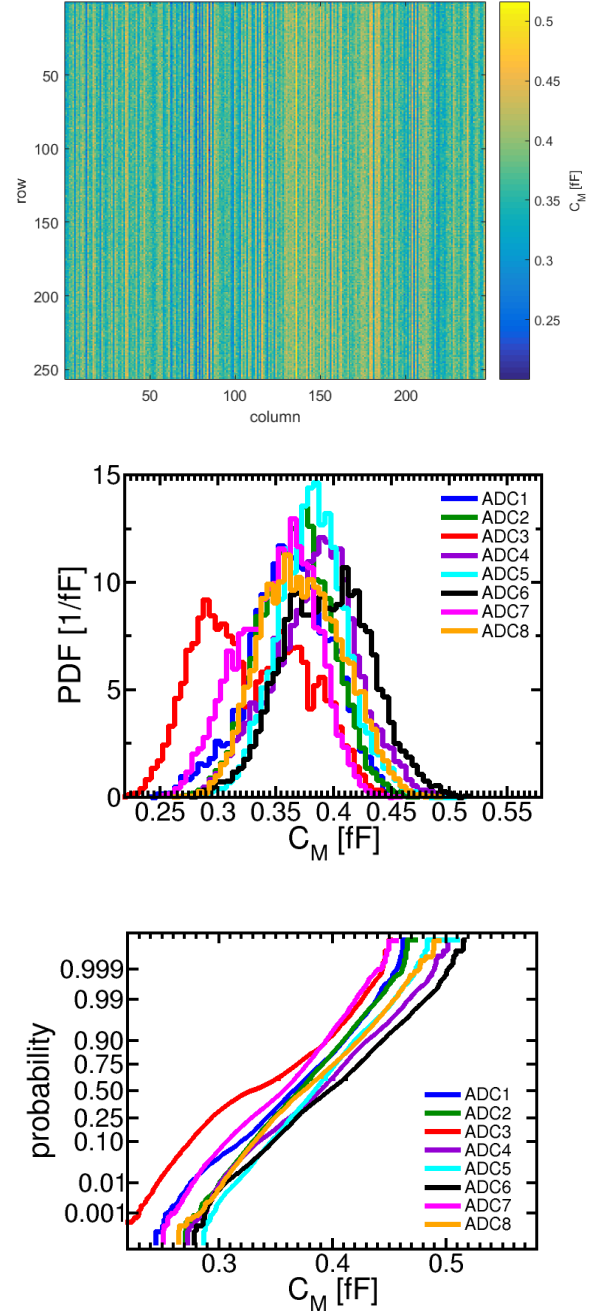 50
100
150
200
250
row
50
100
150
200
column
0.5
0.45
0.4
0.35
0.3
0.25
C_M [fF]
15
10
5
0
PDF [1/fF]
ADC1
ADC2
ADC3
ADC4
ADC5
ADC6
ADC7
ADC8
0.25
0.3
0.35
0.4
0.45
0.5
0.55
C_M [fF]
0.999
0.99
0.90
0.75
0.50
0.25
0.10
0.01
0.001
probability
ADC1
ADC2
ADC3
ADC4
ADC5
ADC6
ADC7
ADC8
0.3
0.4
0.5
C_M [fF]